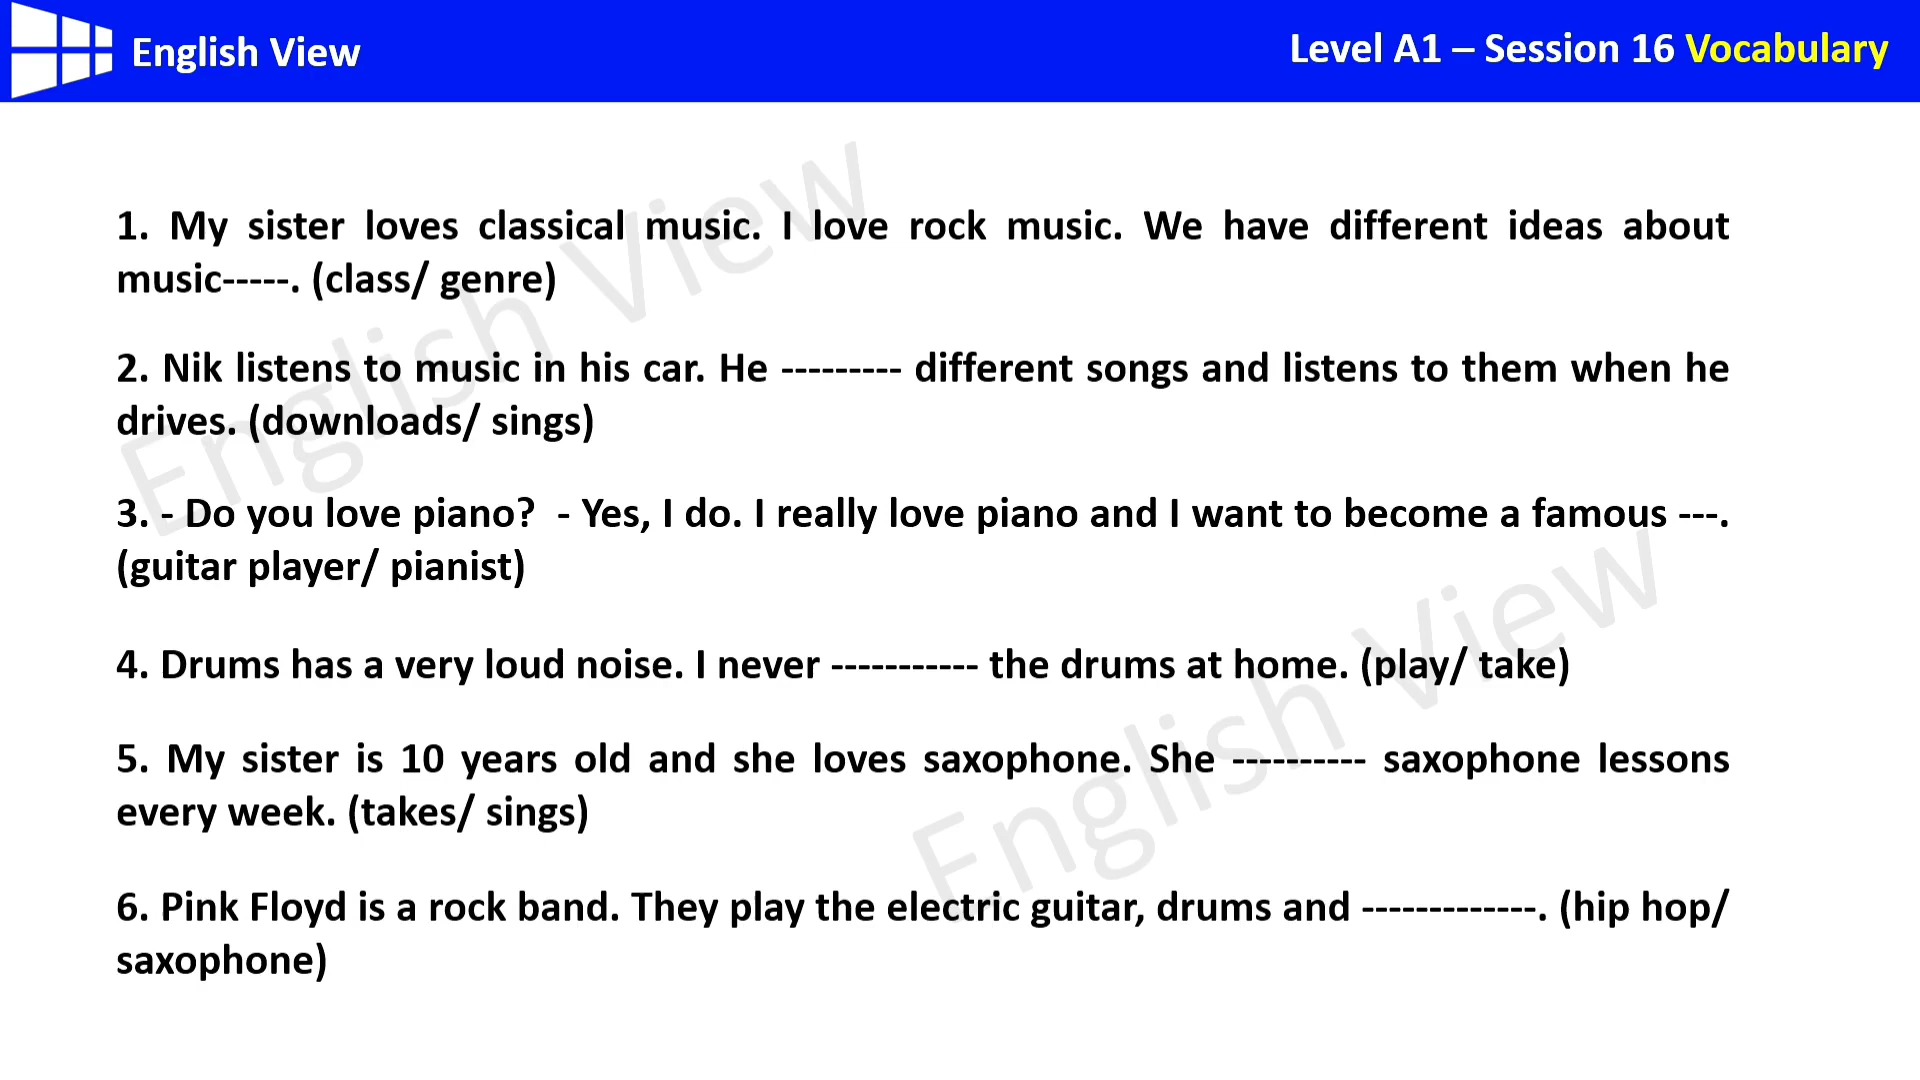 English View
Level A1 – Session 16 Vocabulary
1. My sister loves classical music. I love rock music. We have different ideas about
music-----. (class/ genre)
2. Nik listens to music in his car. He --------- different songs and listens to them when he
drives. (downloads/ sings)
3. - Do you love piano?  - Yes, I do. I really love piano and I want to become a famous ---.
(guitar player/ pianist)
4. Drums has a very loud noise. I never ----------- the drums at home. (play/ take)
5. My sister is 10 years old and she loves saxophone. She ---------- saxophone lessons
every week. (takes/ sings)
6. Pink Floyd is a rock band. They play the electric guitar, drums and -------------. (hip hop/
saxophone)
English View
English View